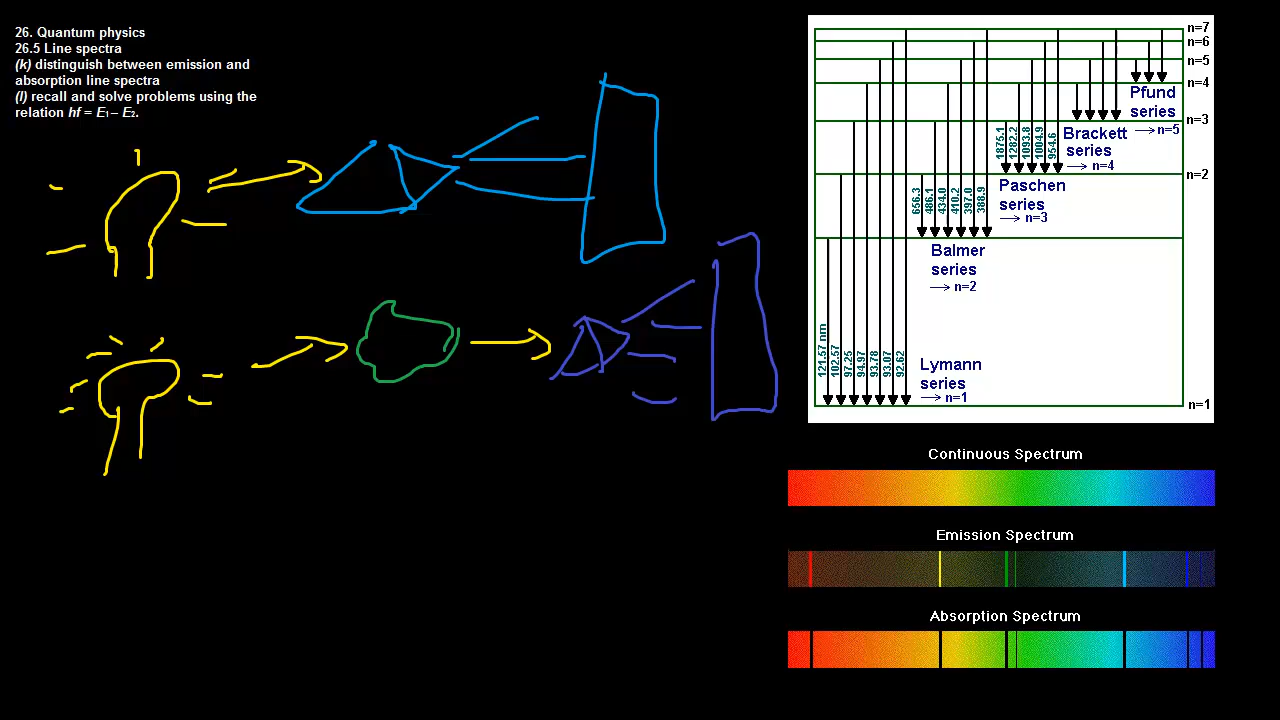 26. Quantum physics
26.5 Line spectra
(k) distinguish between emission and
absorption line spectra
(l) recall and solve problems using the
relation hf = E1 – E2.
n=7
n=6
n=5
n=4
Pfund
series
→ n=5
n=3
1875.1
1282.2
1093.8
1004.9
954.6
Brackett
series
→ n=4
n=2
656.3
486.1
434.0
410.2
397.0
388.9
Paschen
series
→ n=3
Balmer
series
→ n=2
121.57 nm
102.57
97.25
94.97
93.78
93.07
92.62
Lymann
series
→ n=1
n=1
Continuous Spectrum
Emission Spectrum
Absorption Spectrum